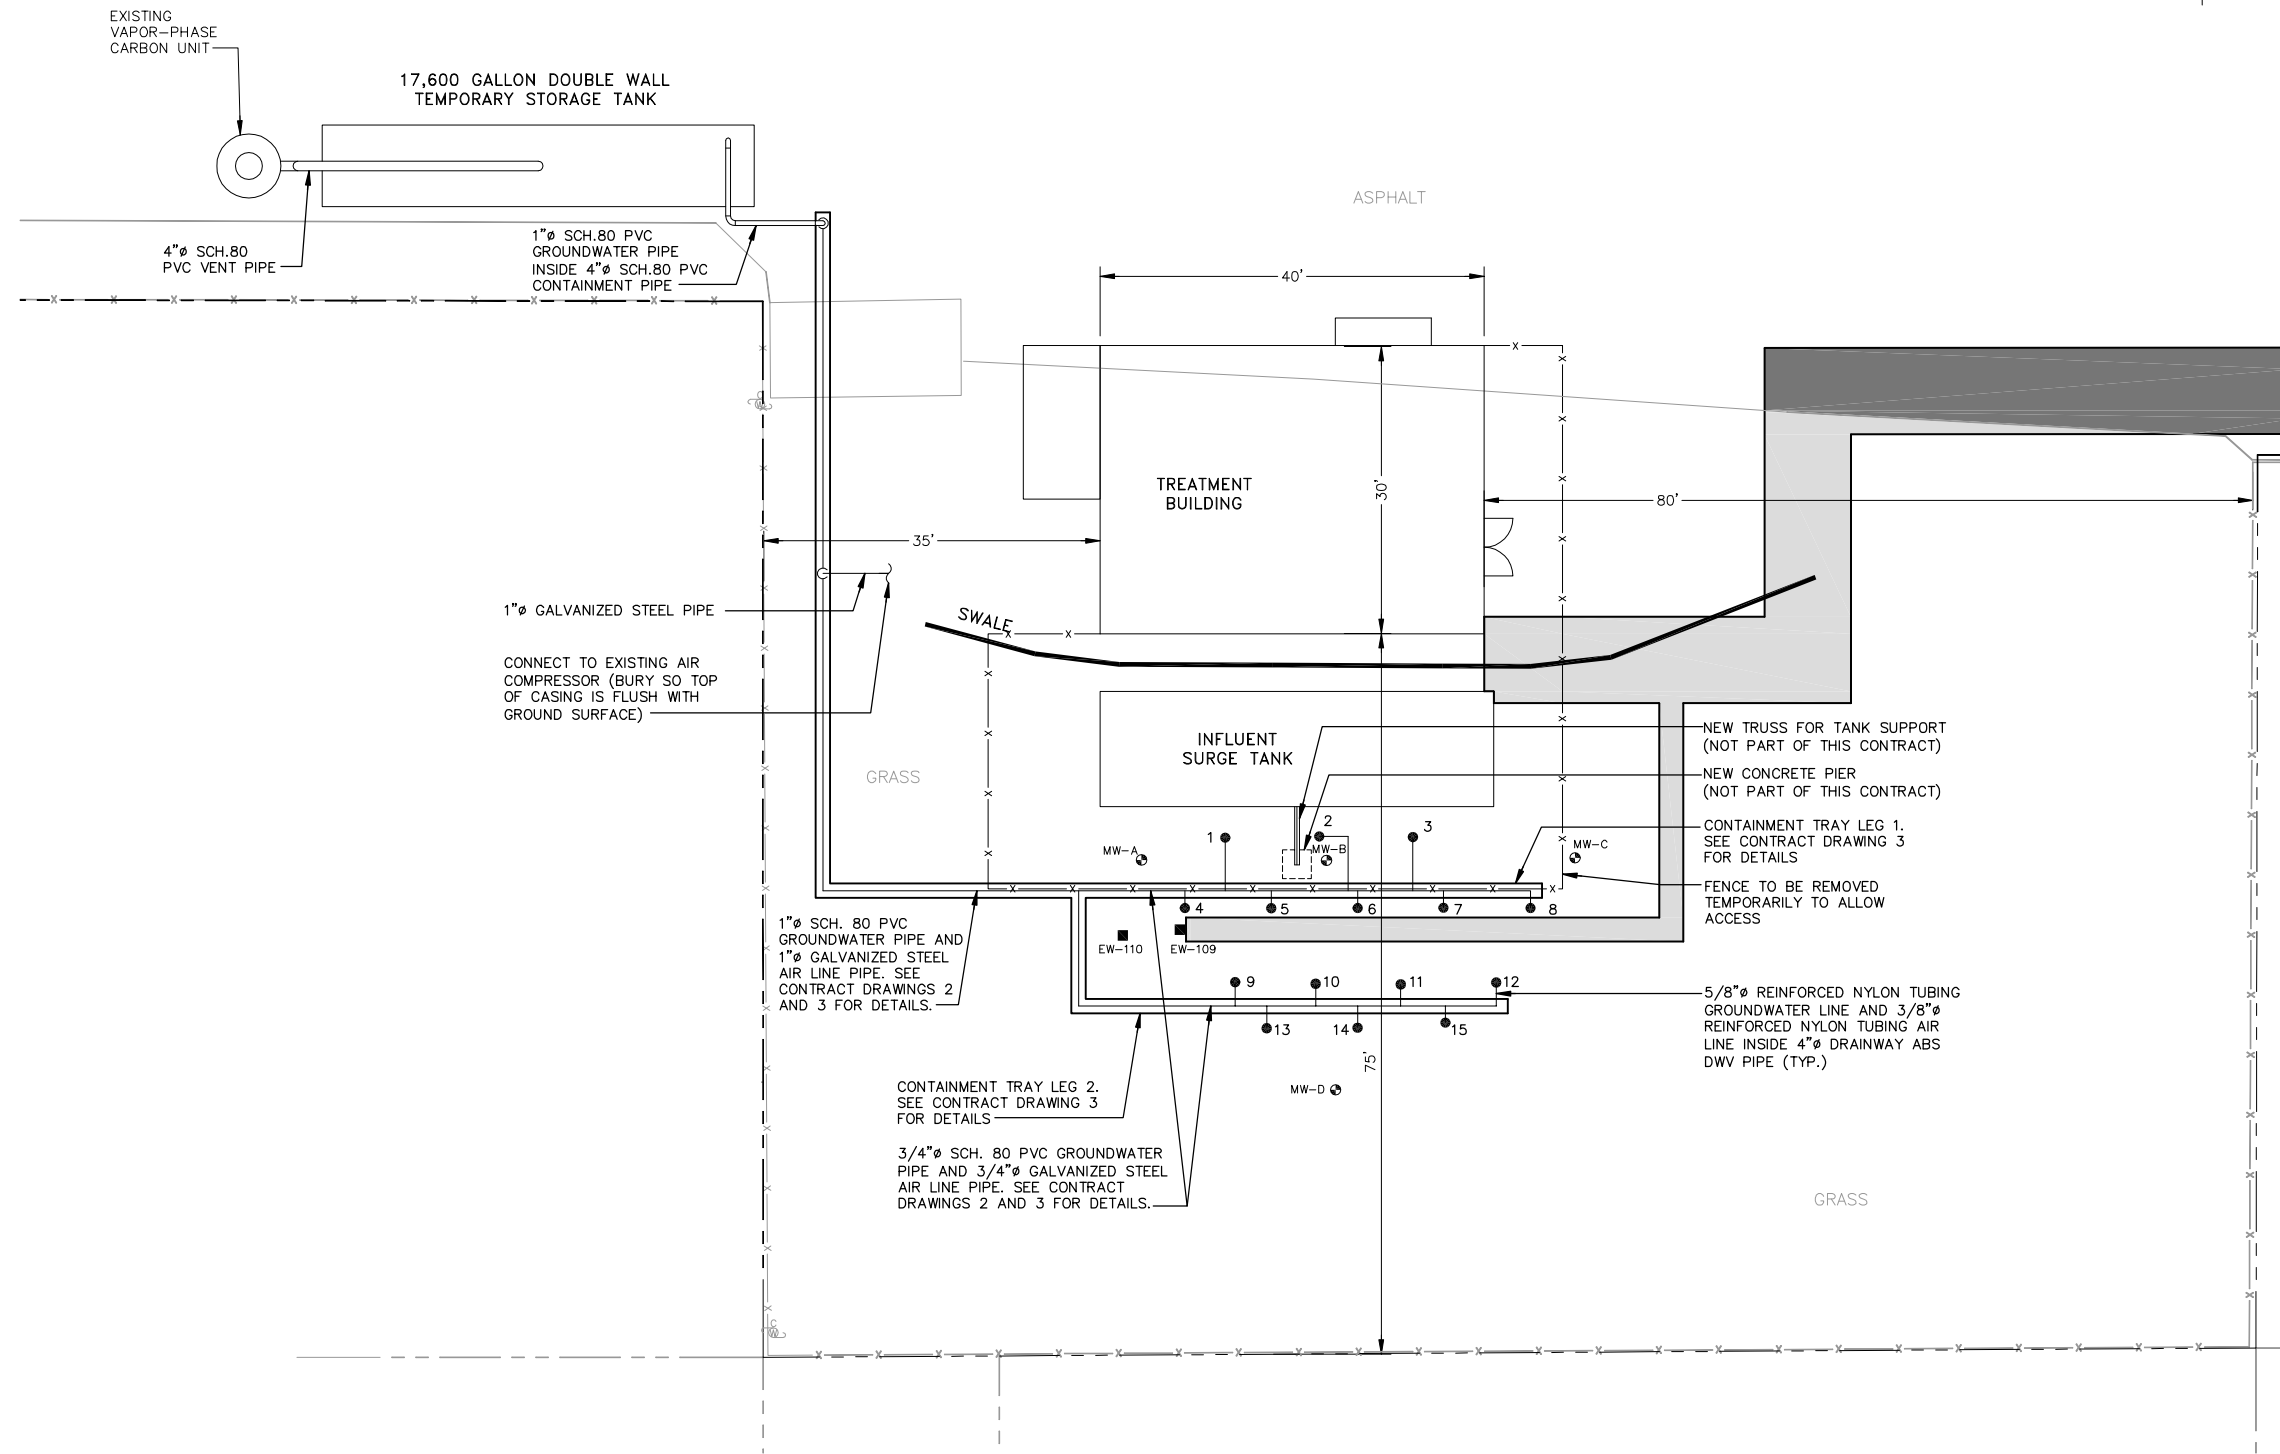 EXISTING
VAPOR-PHASE
CARBON UNIT
17,600 GALLON DOUBLE WALL
TEMPORARY STORAGE TANK
4"ø SCH.80
PVC VENT PIPE
1"ø SCH.80 PVC
GROUNDWATER PIPE
INSIDE 4"ø SCH.80 PVC
CONTAINMENT PIPE
ASPHALT
40'
TREATMENT
BUILDING
30'
80'
35'
1"ø GALVANIZED STEEL PIPE
SWALE
CONNECT TO EXISTING AIR
COMPRESSOR (BURY SO TOP
OF CASING IS FLUSH WITH
GROUND SURFACE)
GRASS
INFLUENT
SURGE TANK
NEW TRUSS FOR TANK SUPPORT
(NOT PART OF THIS CONTRACT)
NEW CONCRETE PIER
(NOT PART OF THIS CONTRACT)
CONTAINMENT TRAY LEG 1.
SEE CONTRACT DRAWING 3
FOR DETAILS
FENCE TO BE REMOVED
TEMPORARILY TO ALLOW
ACCESS
1
2
3
MW-A
MW-B
MW-C
4
5
6
7
8
EW-110
EW-109
1"ø SCH. 80 PVC
GROUNDWATER PIPE AND
1"ø GALVANIZED STEEL
AIR LINE PIPE. SEE
CONTRACT DRAWINGS 2
AND 3 FOR DETAILS.
9
10
11
12
13
14
15
5/8"ø REINFORCED NYLON TUBING
GROUNDWATER LINE AND 3/8"ø
REINFORCED NYLON TUBING AIR
LINE INSIDE 4"ø DRAINWAY ABS
DWV PIPE (TYP.)
75'
MW-D
CONTAINMENT TRAY LEG 2.
SEE CONTRACT DRAWING 3
FOR DETAILS
3/4"ø SCH. 80 PVC GROUNDWATER
PIPE AND 3/4"ø GALVANIZED STEEL
AIR LINE PIPE. SEE CONTRACT
DRAWINGS 2 AND 3 FOR DETAILS.
GRASS